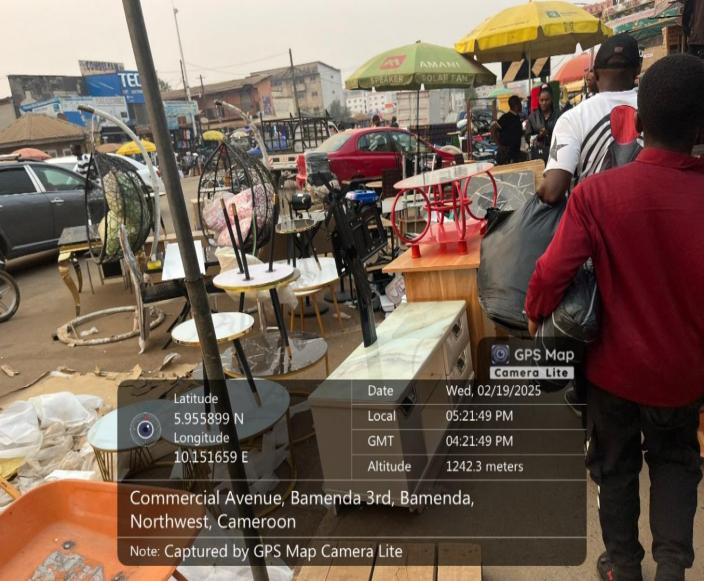 TEC
AMANI
SPEAKER SOLAR FAN
GPS Map
Camera Lite
Latitude
5.955899 N
Longitude
10.151659 E
Date Wed, 02/19/2025
Local 05:21:49 PM
GMT 04:21:49 PM
Altitude 1242.3 meters
Commercial Avenue, Bamenda 3rd, Bamenda,
Northwest, Cameroon
Note: Captured by GPS Map Camera Lite